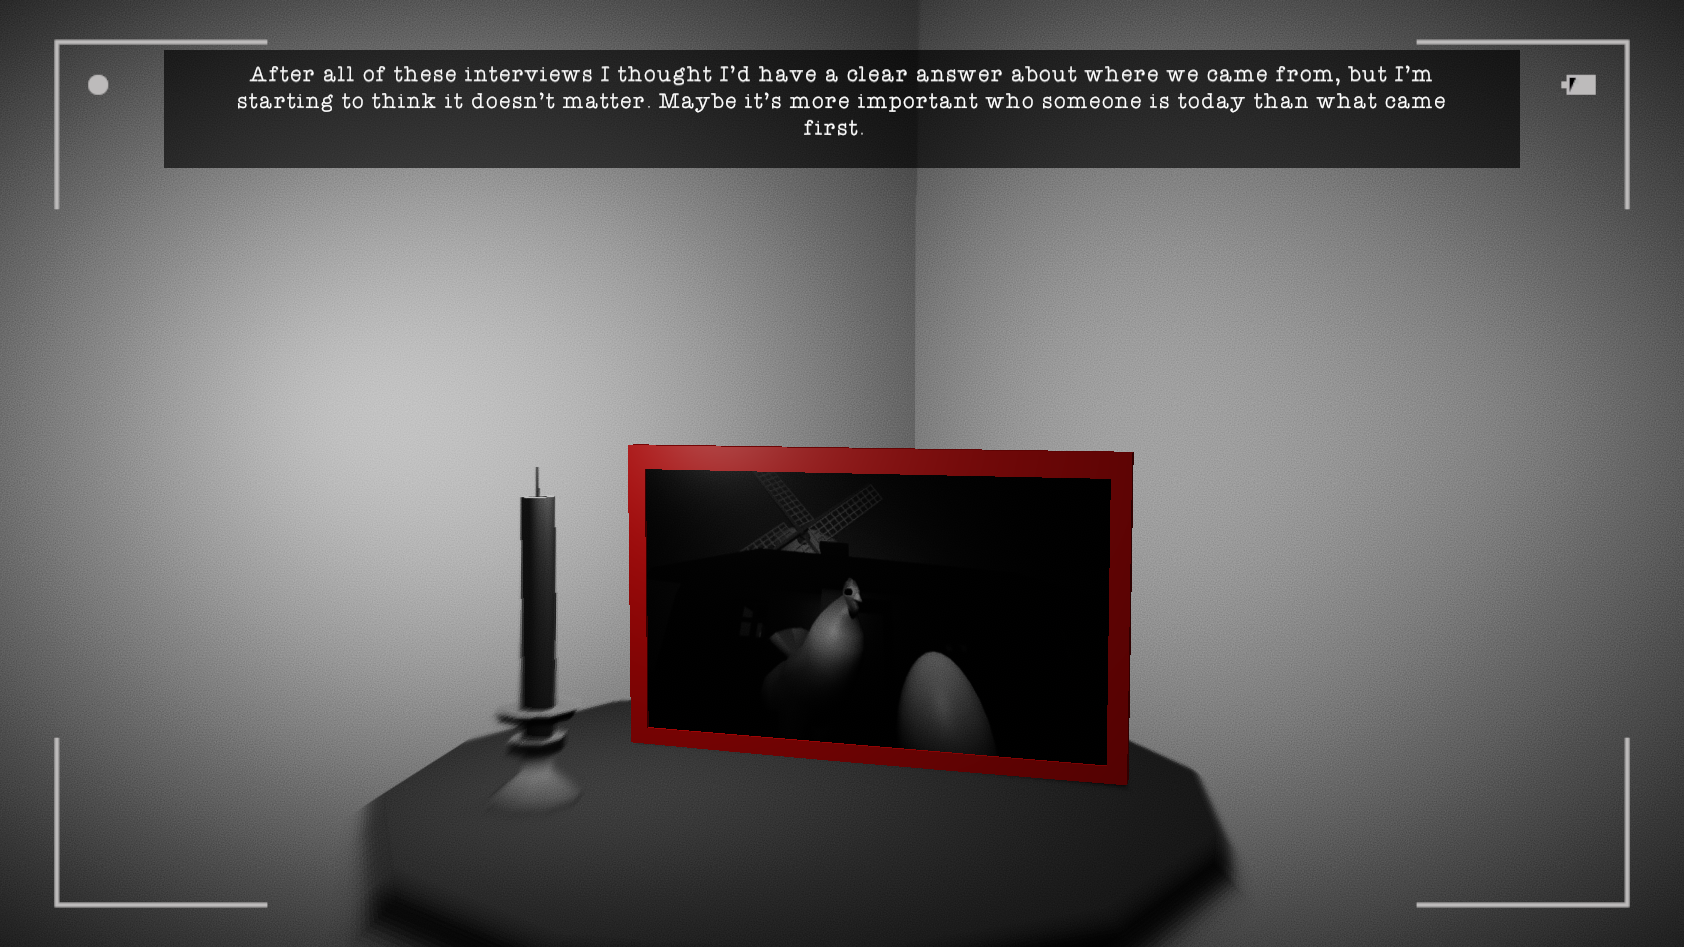 After all of these interviews I thought I'd have a clear answer about where we came from, but I'm
starting to think it doesn't matter. Maybe it's more important who someone is today than what came
first.